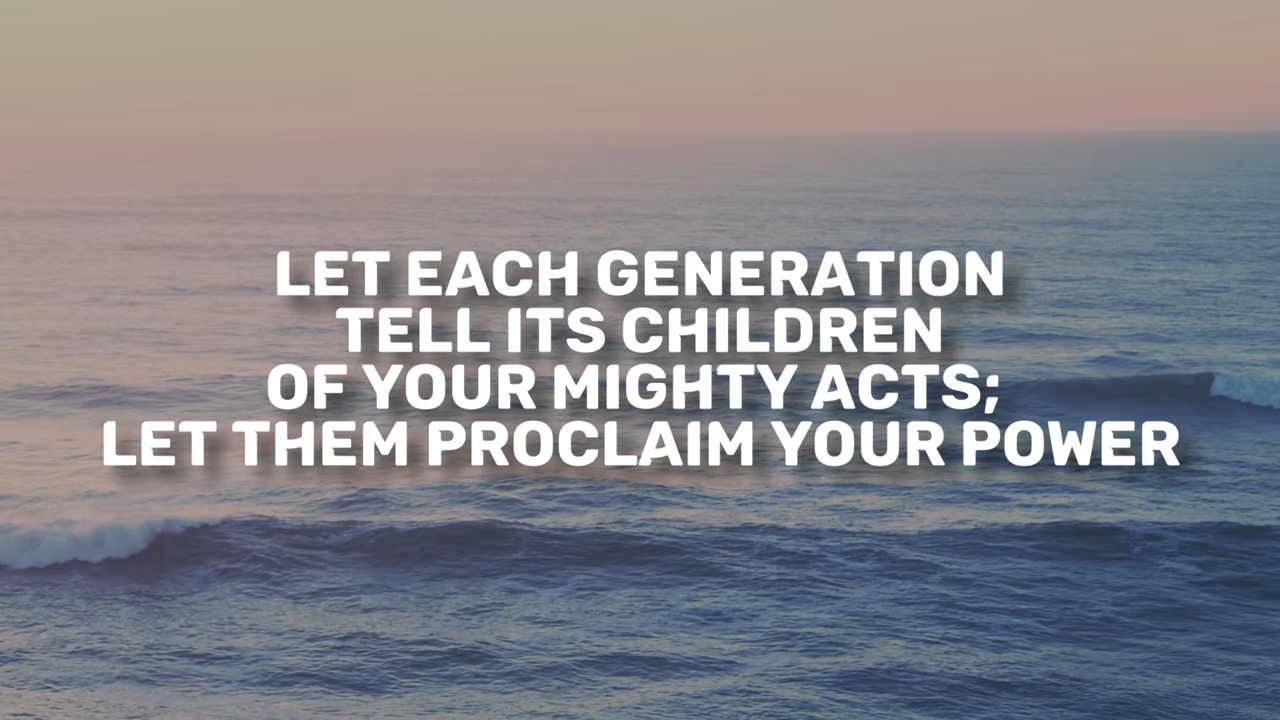 LET EACH GENERATION
TELL ITS CHILDREN
OF YOUR MIGHTY ACTS;
LET THEM PROCLAIM YOUR POWER